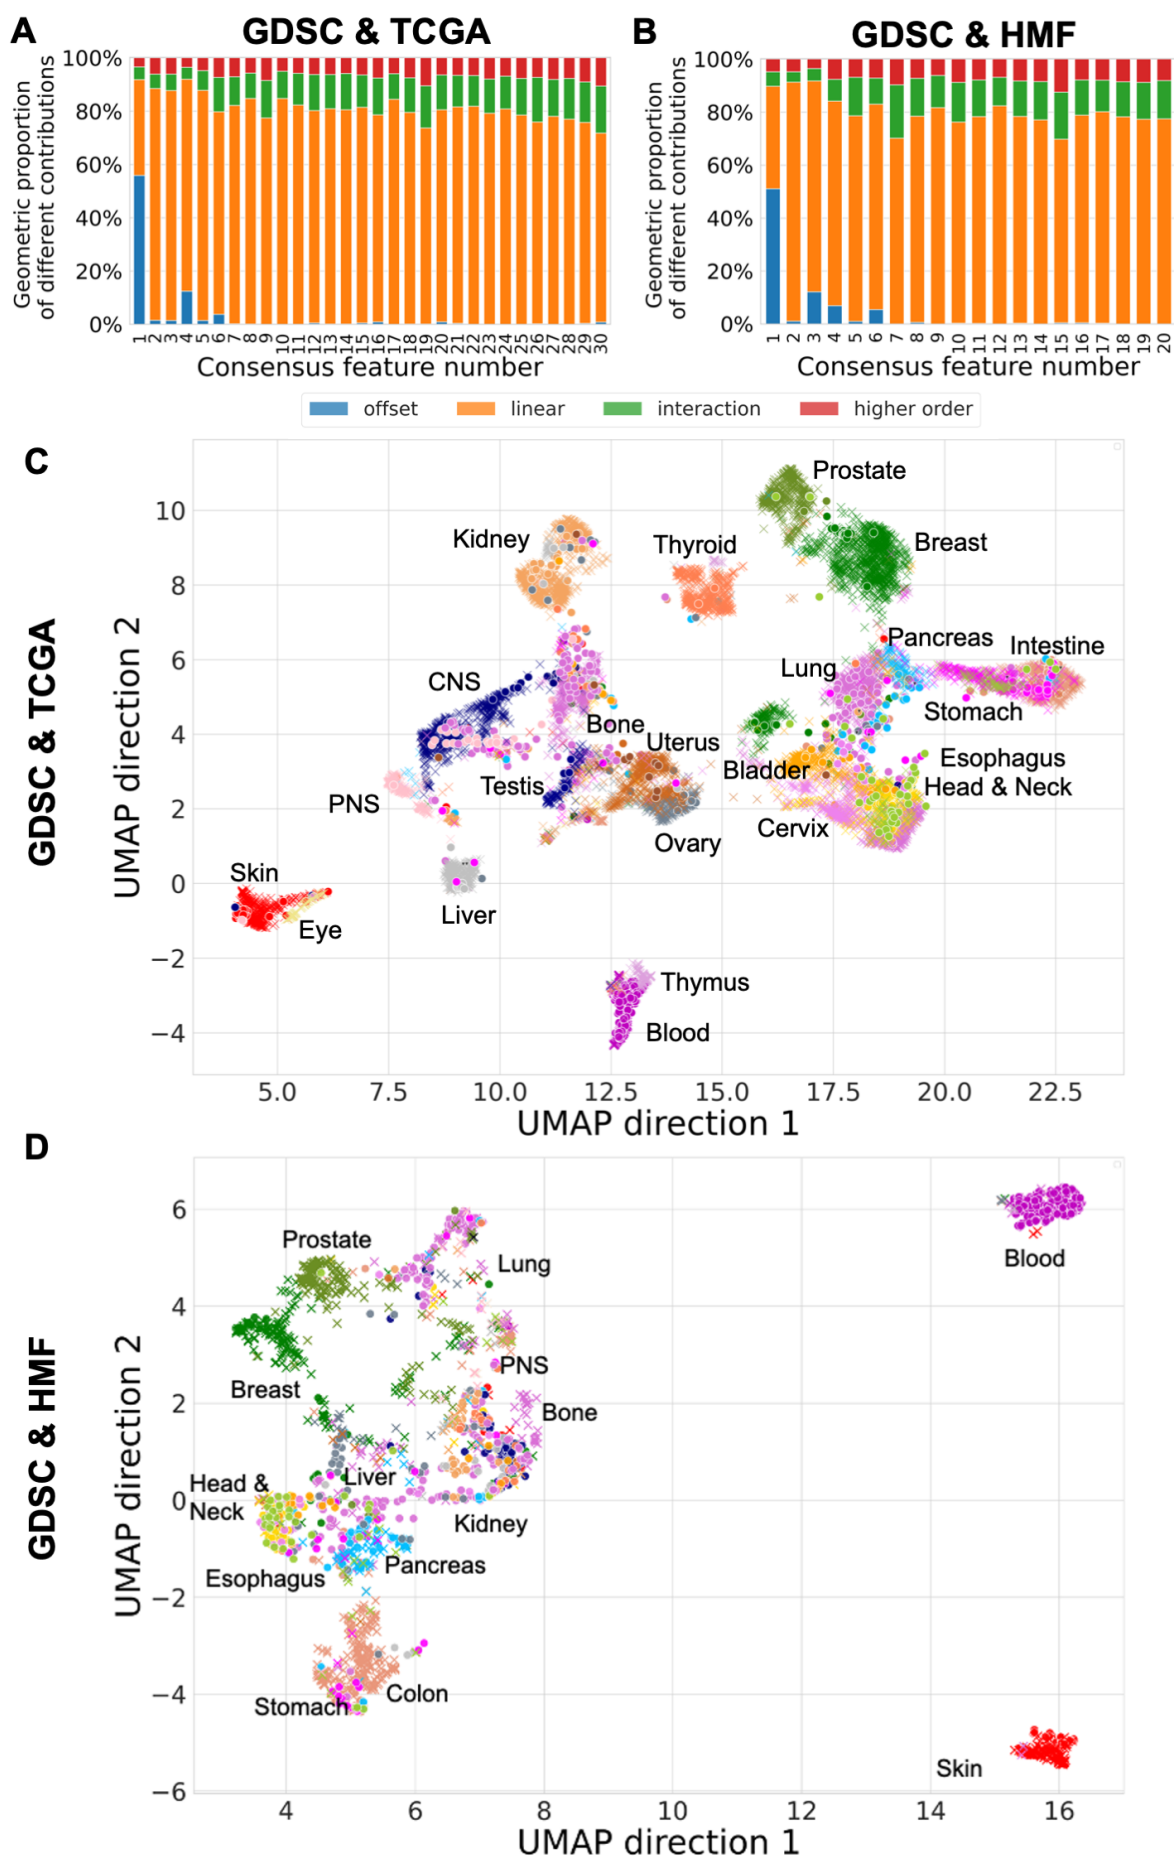 A
GDSC & TCGA
B
GDSC & HMF
Geometric proportion
of different contributions
100%
80%
60%
40%
20%
0%
1 2 3 4 5 6 7 8 9 10 11 12 13 14 15 16 17 18 19 20 21 22 23 24 25 26 27 28 29 30
Consensus feature number
Geometric proportion
of different contributions
100%
80%
60%
40%
20%
0%
1 2 3 4 5 6 7 8 9 10 11 12 13 14 15 16 17 18 19 20
Consensus feature number
offset linear interaction higher order
C
GDSC & TCGA
UMAP direction 2
10
8
6
4
2
0
−2
−4
Prostate
Kidney
Thyroid
Breast
Pancreas
Intestine
Lung
CNS
Stomach
Bone
Uterus
Esophagus
Bladder
Testis
Head & Neck
PNS
Cervix
Ovary
Skin
Liver
Eye
Thymus
Blood
5.0 7.5 10.0 12.5 15.0 17.5 20.0 22.5
UMAP direction 1
D
GDSC & HMF
UMAP direction 2
6
4
2
0
−2
−4
−6
Prostate
Lung
Blood
PNS
Breast
Bone
Liver
Head &
Neck
Kidney
Pancreas
Esophagus
Colon
Stomach
Skin
4 6 8 10 12 14 16
UMAP direction 1